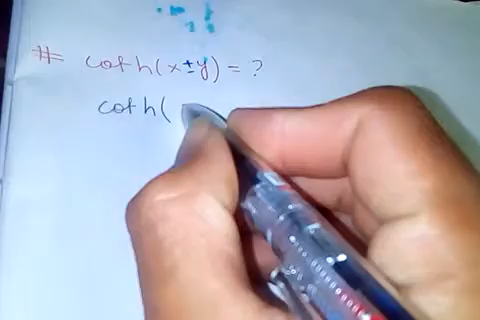 # coth(x±y) = ?
coth(